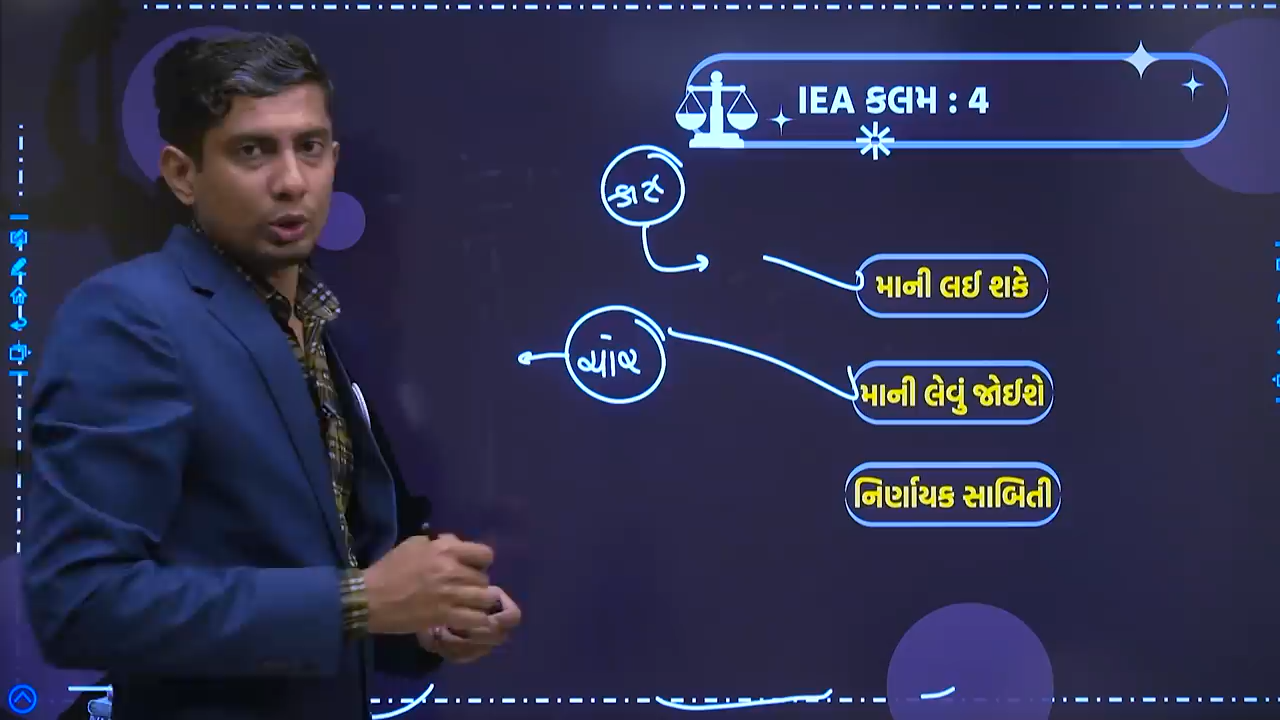 IEA કલમ : 4
કોર્ટ
માની લઈ શકે
ચોર
માની લેવું જોઈશે
નિર્ણાયક સાબિતી